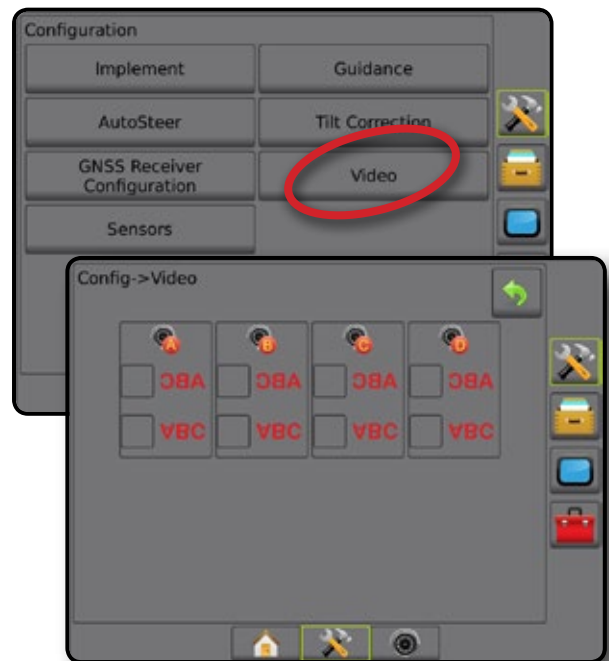 Configuration
Implement
Guidance
AutoSteer
Tilt Correction
GNSS Receiver
Configuration
Video
Sensors
Config->Video
A B C D
ABC ABC ABC ABC
ABC ABC ABC ABC